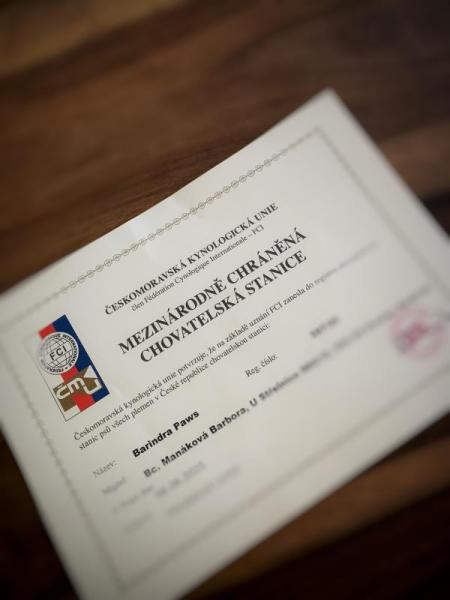 ČESKOMORAVSKÁ KYNOLOGICKÁ UNIE
člen Fédération Cynologique Internationale – FCI
MEZINÁRODNĚ CHRÁNĚNÁ
CHOVATELSKÁ STANICE
FCI
ČMKU
Českomoravská kynologická unie potvrzuje, že na základě uznání FCI zanesla do
stanic psů všech plemen v České republice chovatelskou stanici:
Reg. číslo:
Název: Barindra Paws
Majitel: Bc. Manáková Barbora, U Střelnice